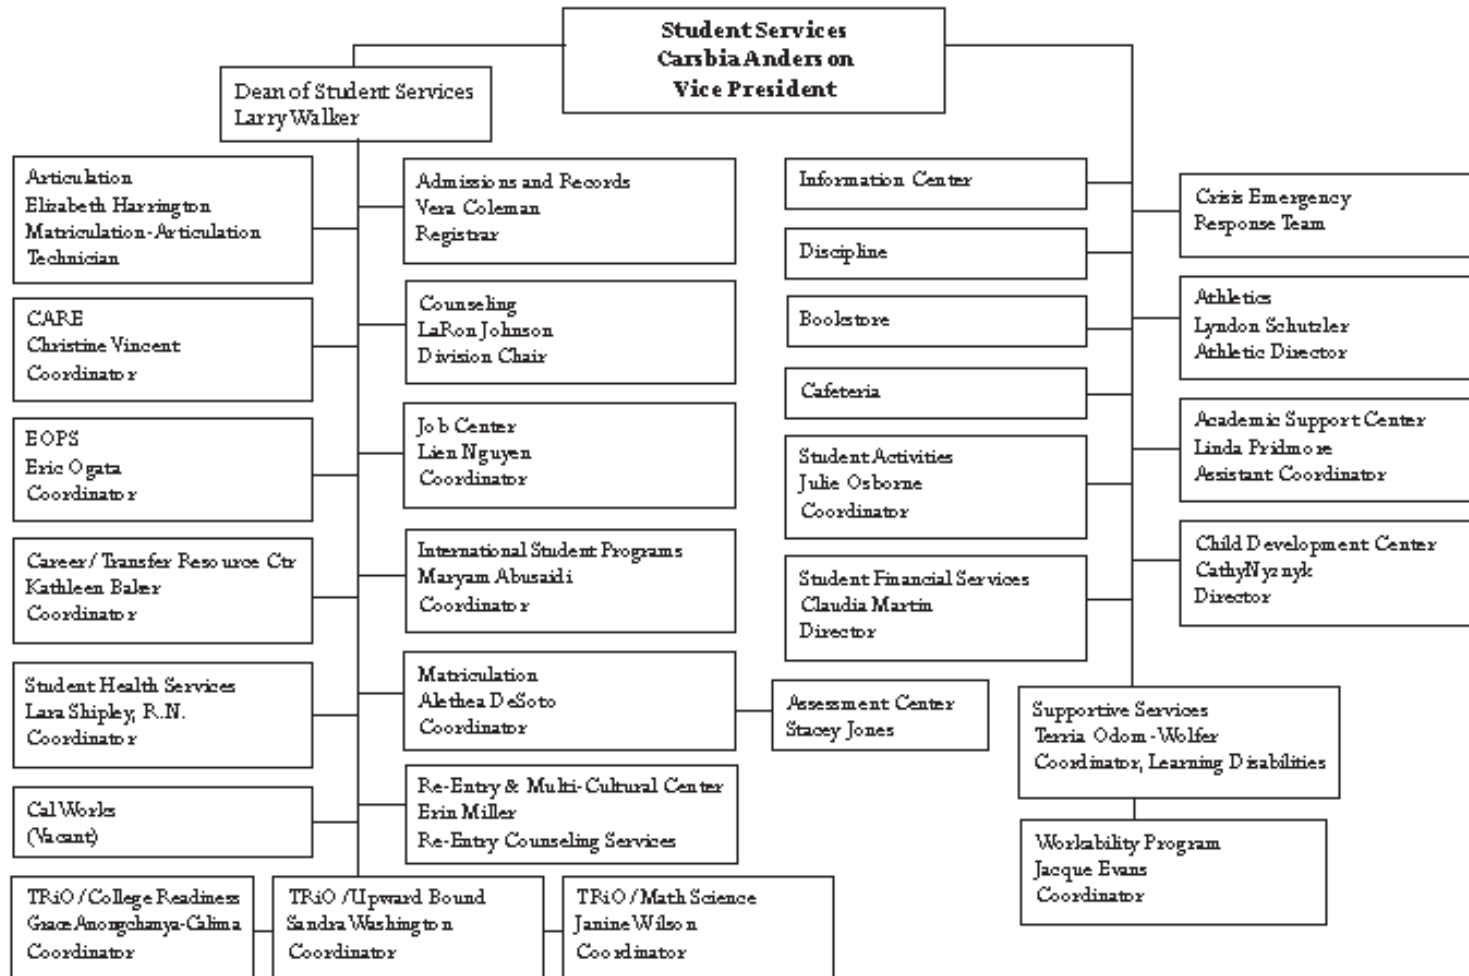 Student Services
Carsbia Anderson
Vice President
Dean of Student Services
Larry Walker
Articulation
Elizabeth Harrington
Matriculation-Articulation
Technician
CARE
Christine Vincent
Coordinator
EOPS
Eric Ogata
Coordinator
Career/ Transfer Resource Ctr
Kathleen Baker
Coordinator
Student Health Services
Lara Shipley, R.N.
Coordinator
Cal Works
(Vacant)
Admissions and Records
Vera Coleman
Registrar
Counseling
LaRon Johnson
Division Chair
Job Center
Lien Nguyen
Coordinator
International Student Programs
Maryam Abusaidi
Coordinator
Matriculation
Alethea DeSoto
Coordinator
Assessment Center
Stacey Jones
Re-Entry & Multi-Cultural Center
Erin Miller
Re-Entry Counseling Services
TRiO /College Readiness
Grace Anongchanya-Calima
Coordinator
TRiO /Upward Bound
Sandra Washington
Coordinator
TRiO /Math Science
Janine Wilson
Coordinator
Information Center
Discipline
Bookstore
Cafeteria
Student Activities
Julie Osborne
Coordinator
Student Financial Services
Claudia Martin
Director
Crisis Emergency
Response Team
Athletics
Lyndon Schutzler
Athletic Director
Academic Support Center
Linda Pridmore
Assistant Coordinator
Child Development Center
Cathy Nyznyk
Director
Supportive Services
Terria Odom-Wolfer
Coordinator, Learning Disabilities
Workability Program
Jacque Evans
Coordinator